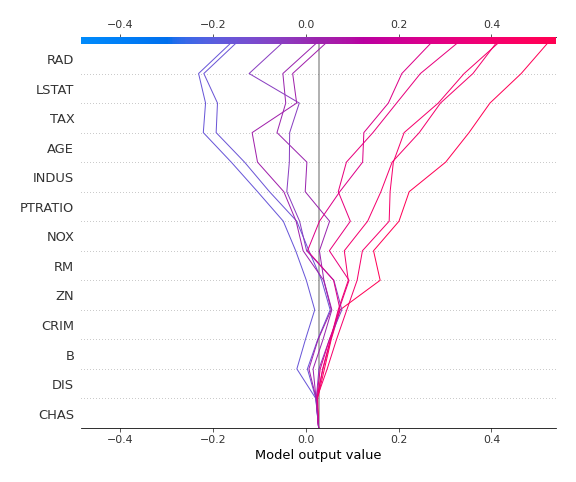 −0.4 −0.2 0.0 0.2 0.4
RAD
LSTAT
TAX
AGE
INDUS
PTRATIO
NOX
RM
ZN
CRIM
B
DIS
CHAS
−0.4 −0.2 0.0 0.2 0.4
Model output value